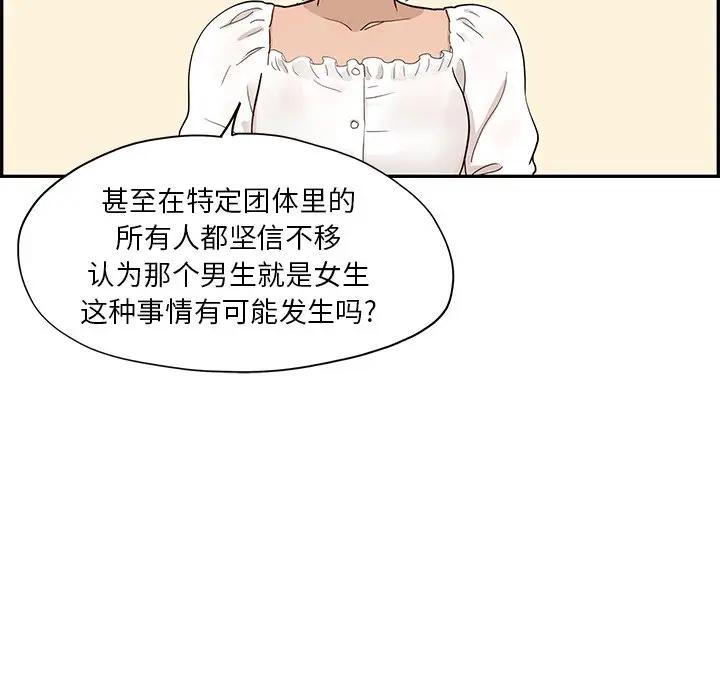 甚至在特定团体里的
所有人都坚信不移
认为那个男生就是女生
这种事情有可能发生吗?